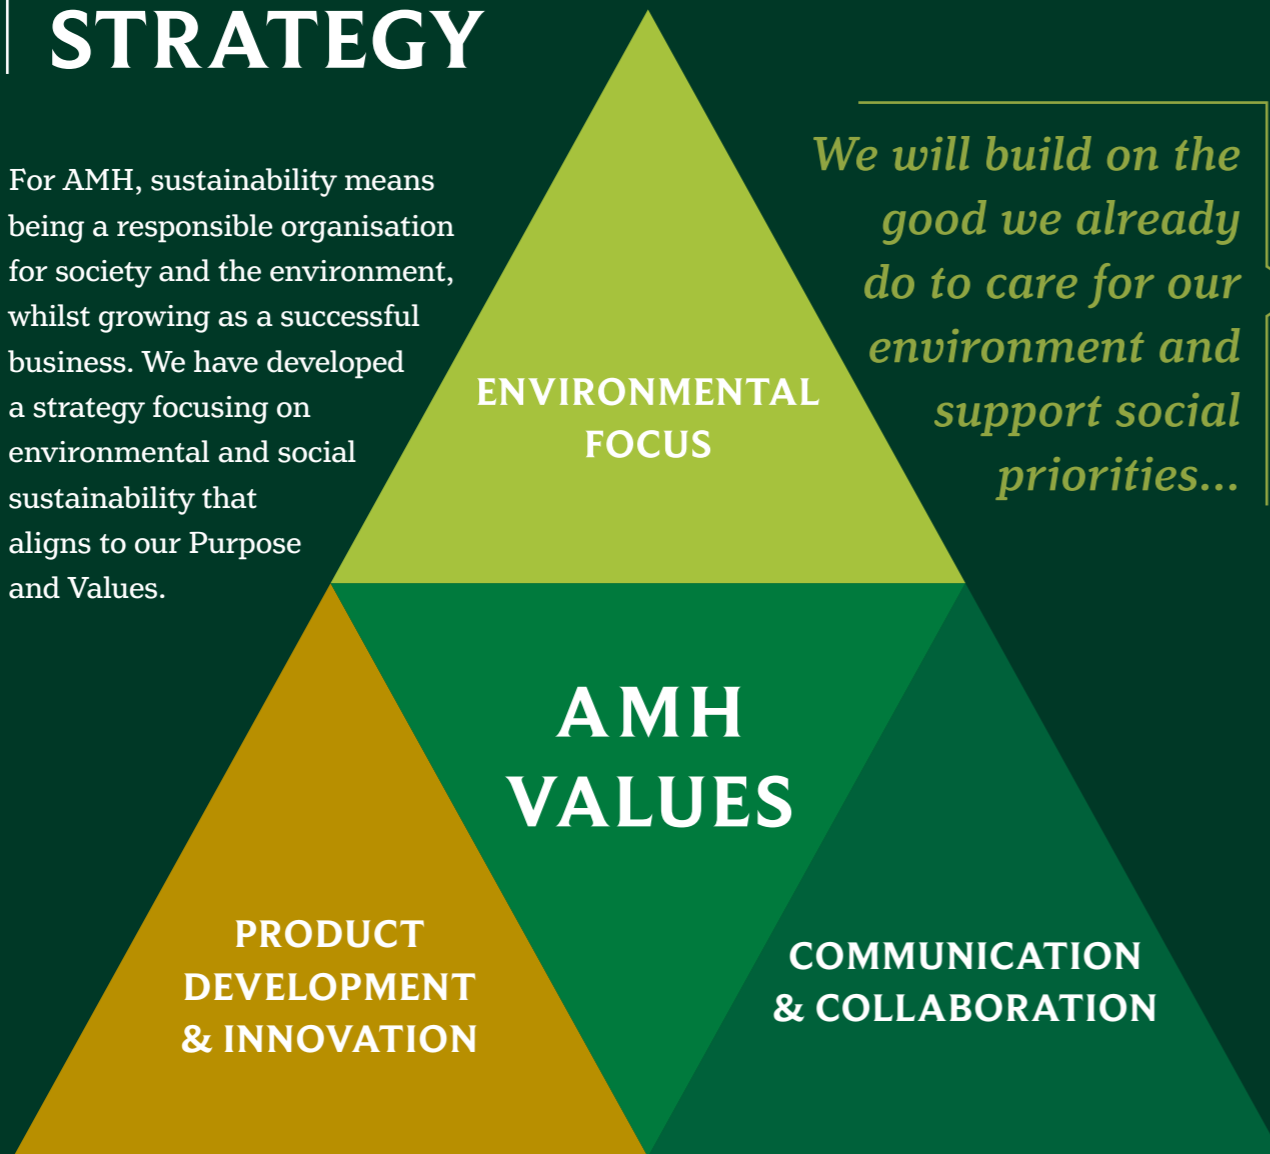 STRATEGY
For AMH, sustainability means
being a responsible organisation
for society and the environment,
whilst growing as a successful
business. We have developed
a strategy focusing on
environmental and social
sustainability that
aligns to our Purpose
and Values.
We will build on the
good we already
do to care for our
environment and
support social
priorities...
ENVIRONMENTAL
FOCUS
AMH
VALUES
PRODUCT
DEVELOPMENT
& INNOVATION
COMMUNICATION
& COLLABORATION